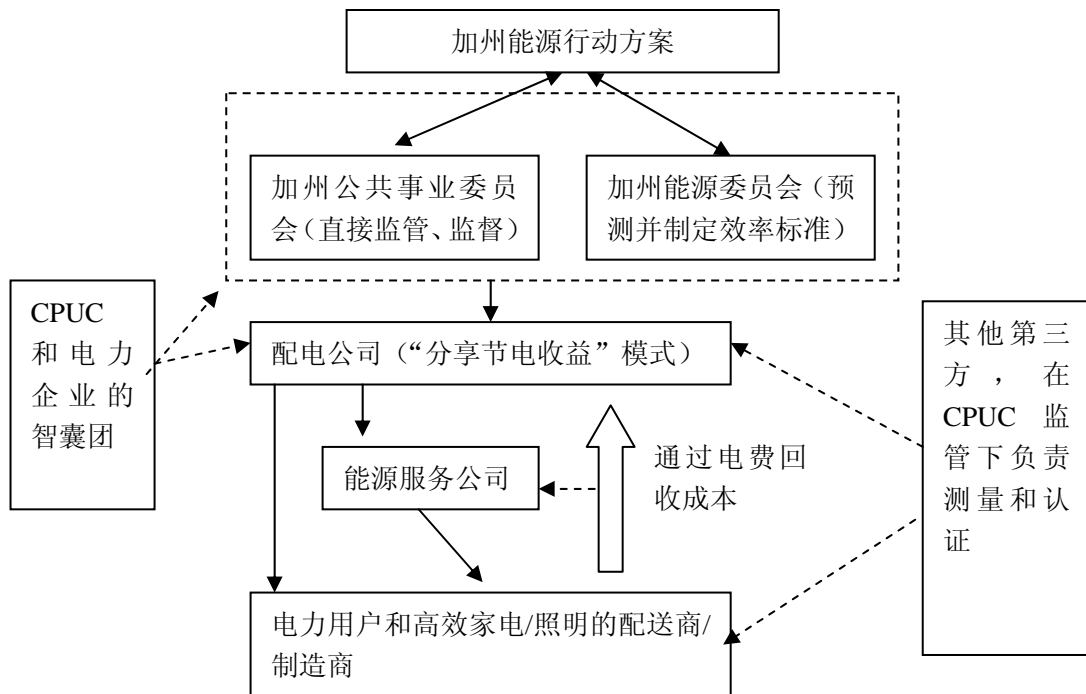 加州能源行动方案
加州公共事业委员
会（直接监管、监督）
加州能源委员会（预
测并制定效率标准）
CPUC
和电力
企业的
智囊团
配电公司（“分享节电收益”模式）
能源服务公司
通过电费回
收成本
其他第三
方，在
CPUC 监
管下负责
测量和认
证
电力用户和高效家电/照明的配送商/
制造商